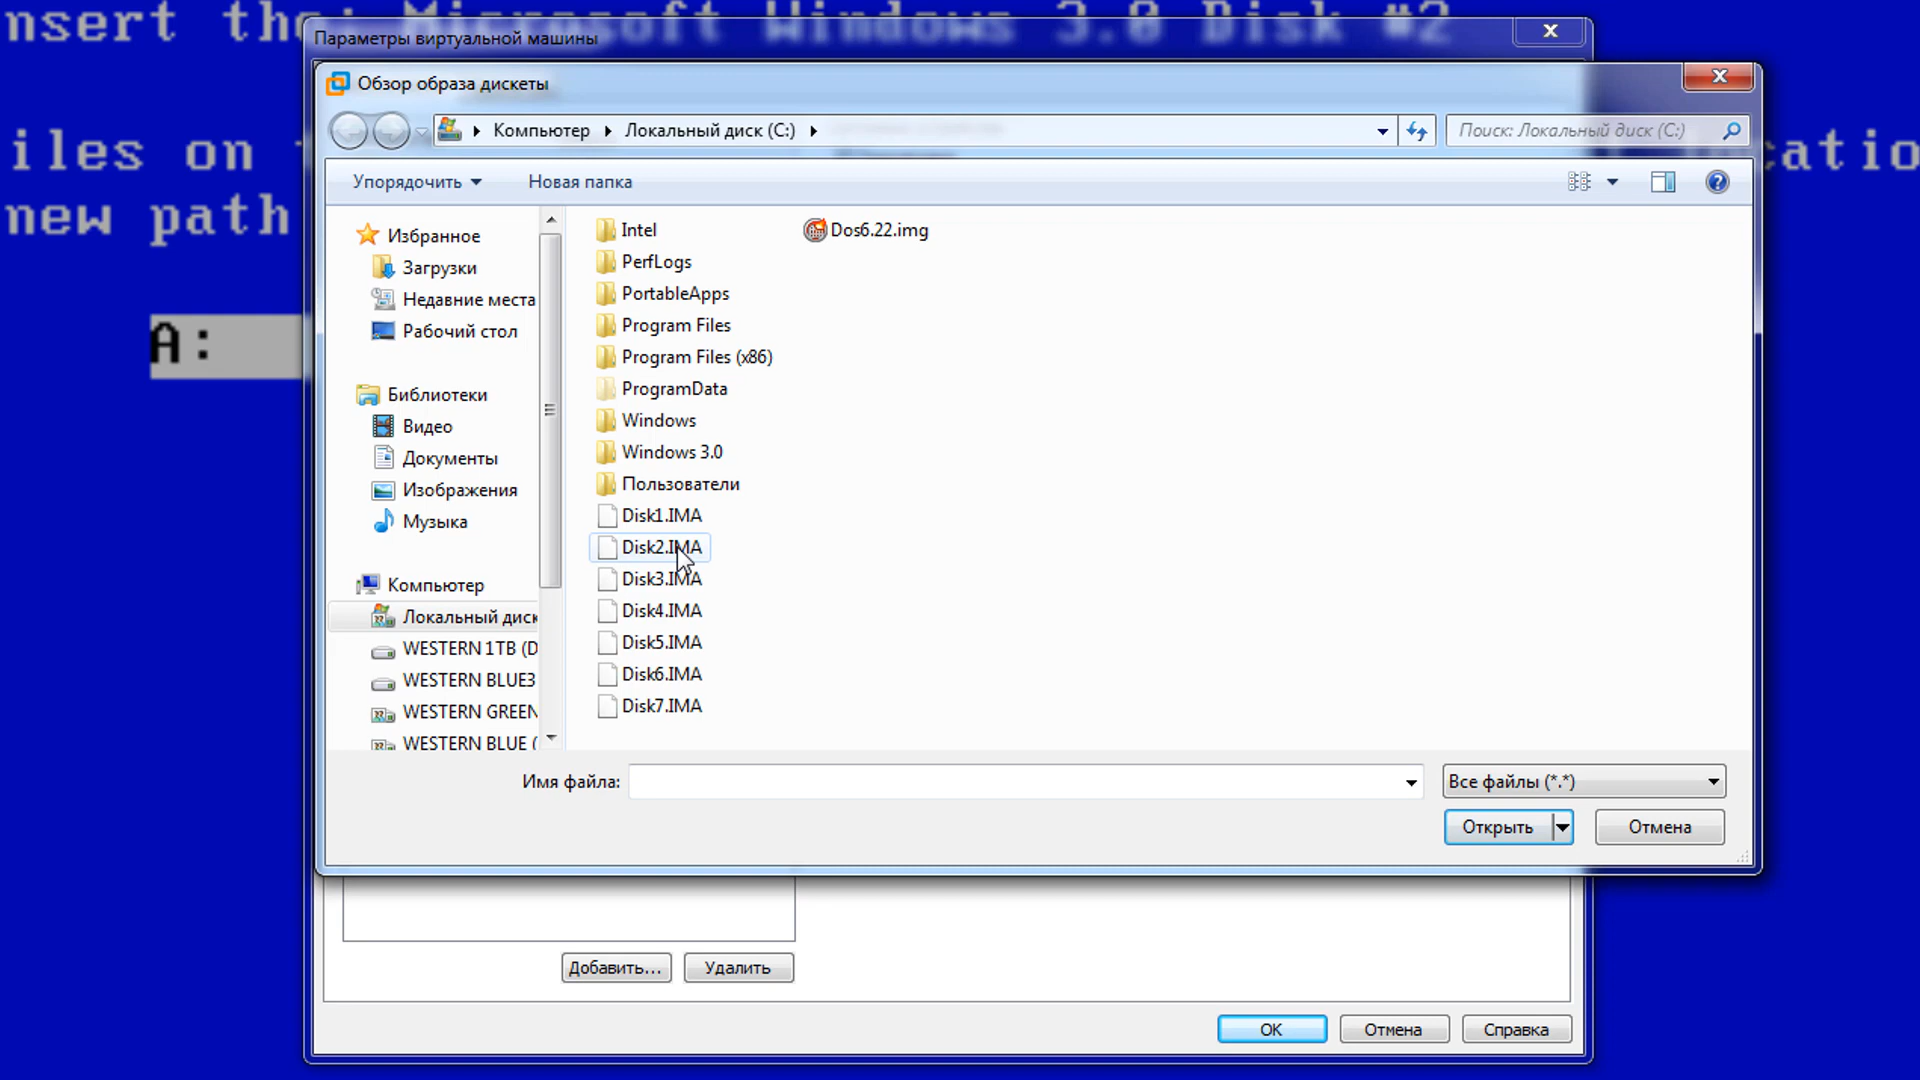 nsert the: Microsoft Windows 3.0 Disk #2
Параметры виртуальной машины
Обзор образа дискеты
Компьютер
Локальный диск (C:)
Поиск: Локальный диск (C:)
iles on
catio
Упорядочить
Новая папка
new path
A:
Избранное
Загрузки
Недавние места
Рабочий стол
Библиотеки
Видео
Документы
Изображения
Музыка
Компьютер
Локальный диск
WESTERN 1TB (D
WESTERN BLUE3
WESTERN GREEN
WESTERN BLUE (
Intel
PerfLogs
PortableApps
Program Files
Program Files (x86)
ProgramData
Windows
Windows 3.0
Пользователи
Disk1.IMA
Disk2.IMA
Disk3.IMA
Disk4.IMA
Disk5.IMA
Disk6.IMA
Disk7.IMA
Dos6.22.img
Имя файла:
Все файлы (*.*)
Открыть
Отмена
Добавить...
Удалить
OK
Отмена
Справка